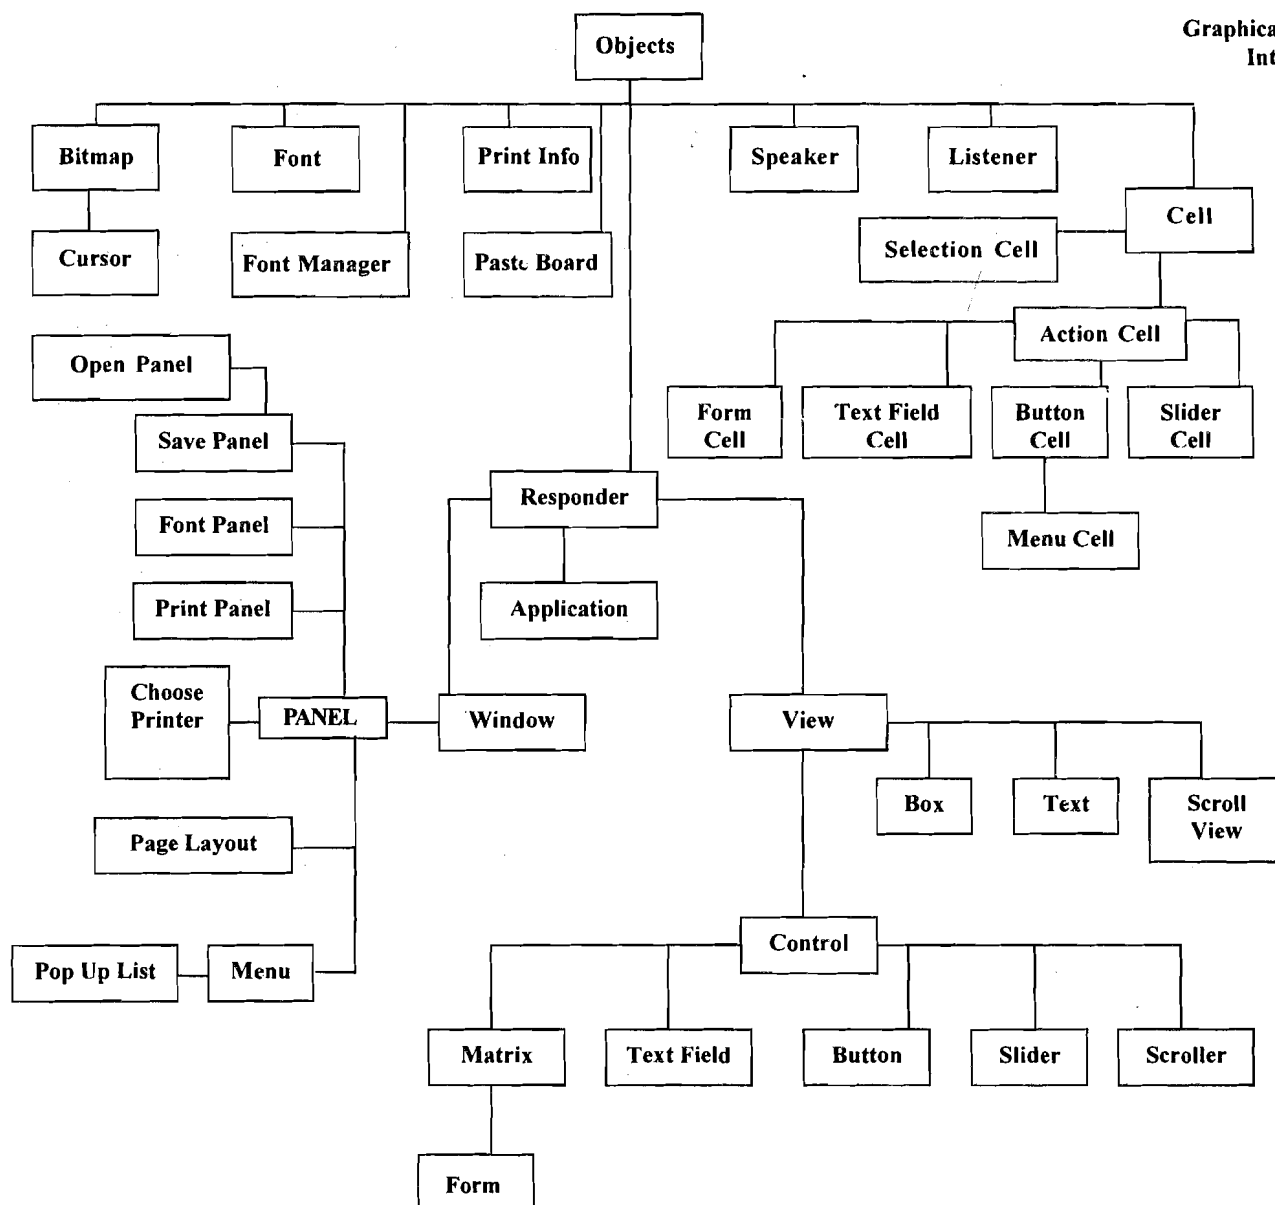 Graphica
Int
Objects
Bitmap
Font
Print Info
Speaker
Listener
Cell
Cursor
Font Manager
Paste Board
Selection Cell
Action Cell
Open Panel
Form
Cell
Text Field
Cell
Button
Cell
Slider
Cell
Save Panel
Responder
Font Panel
Menu Cell
Print Panel
Application
Choose
Printer
PANEL
Window
View
Box
Text
Scroll
View
Page Layout
Control
Pop Up List
Menu
Matrix
Text Field
Button
Slider
Scroller
Form